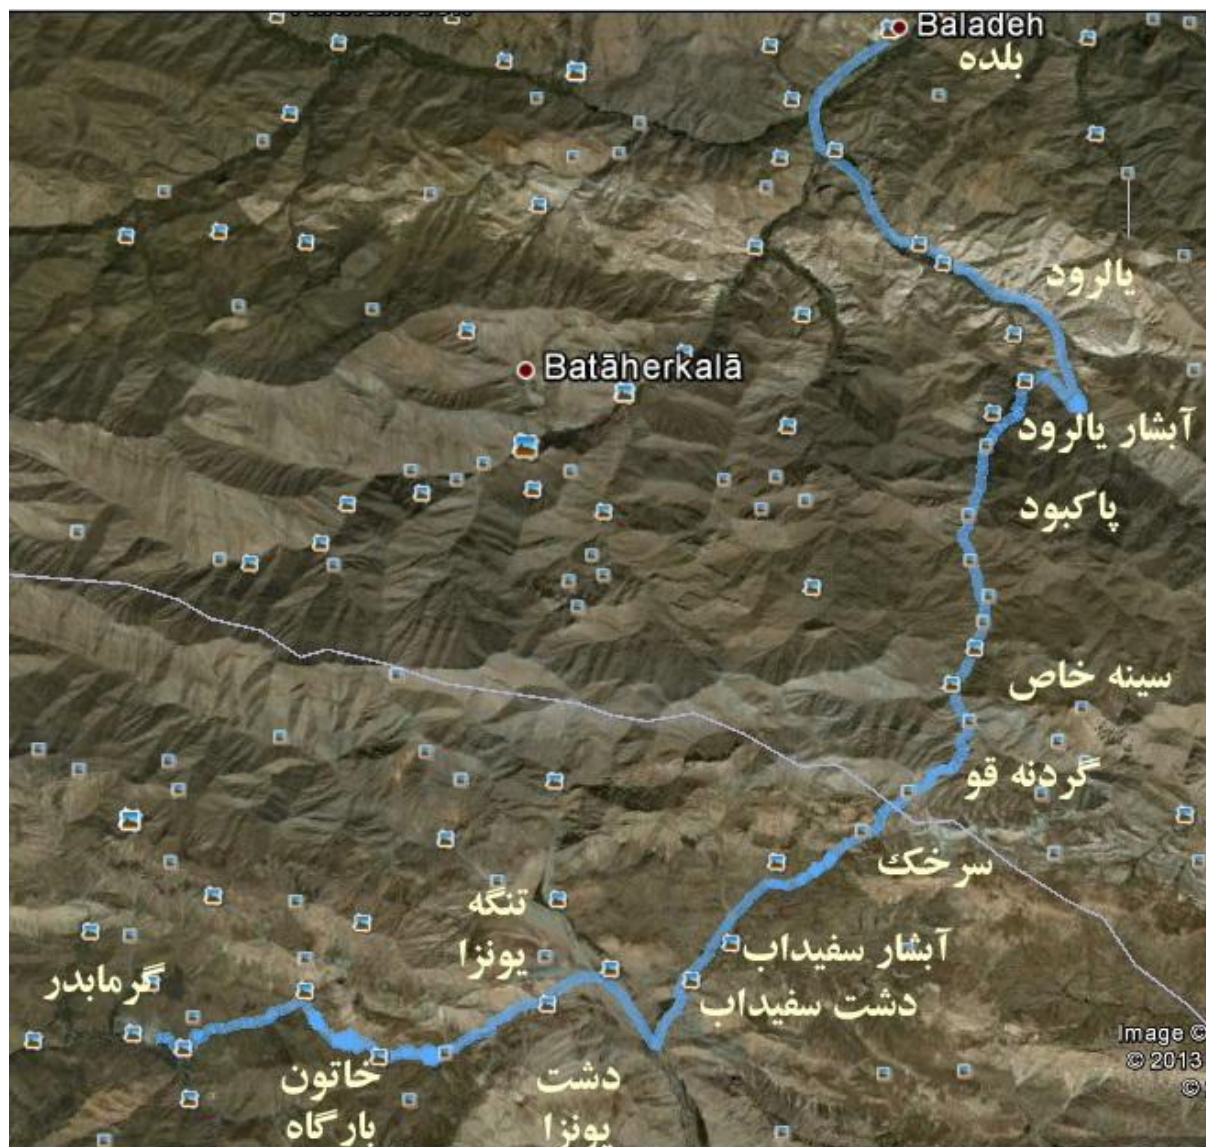 Baladeh
بلده
یالرود
Batāherkalā
آبشار یالرود
پاکبود
سینه خاص
گردنه قو
سرخک
تنگه
یونزا
آبشار سفیداب
دشت سفیداب
گرمابدر
خاتون
بارگاه
دشت
یونزا
Image ©
© 2013
©